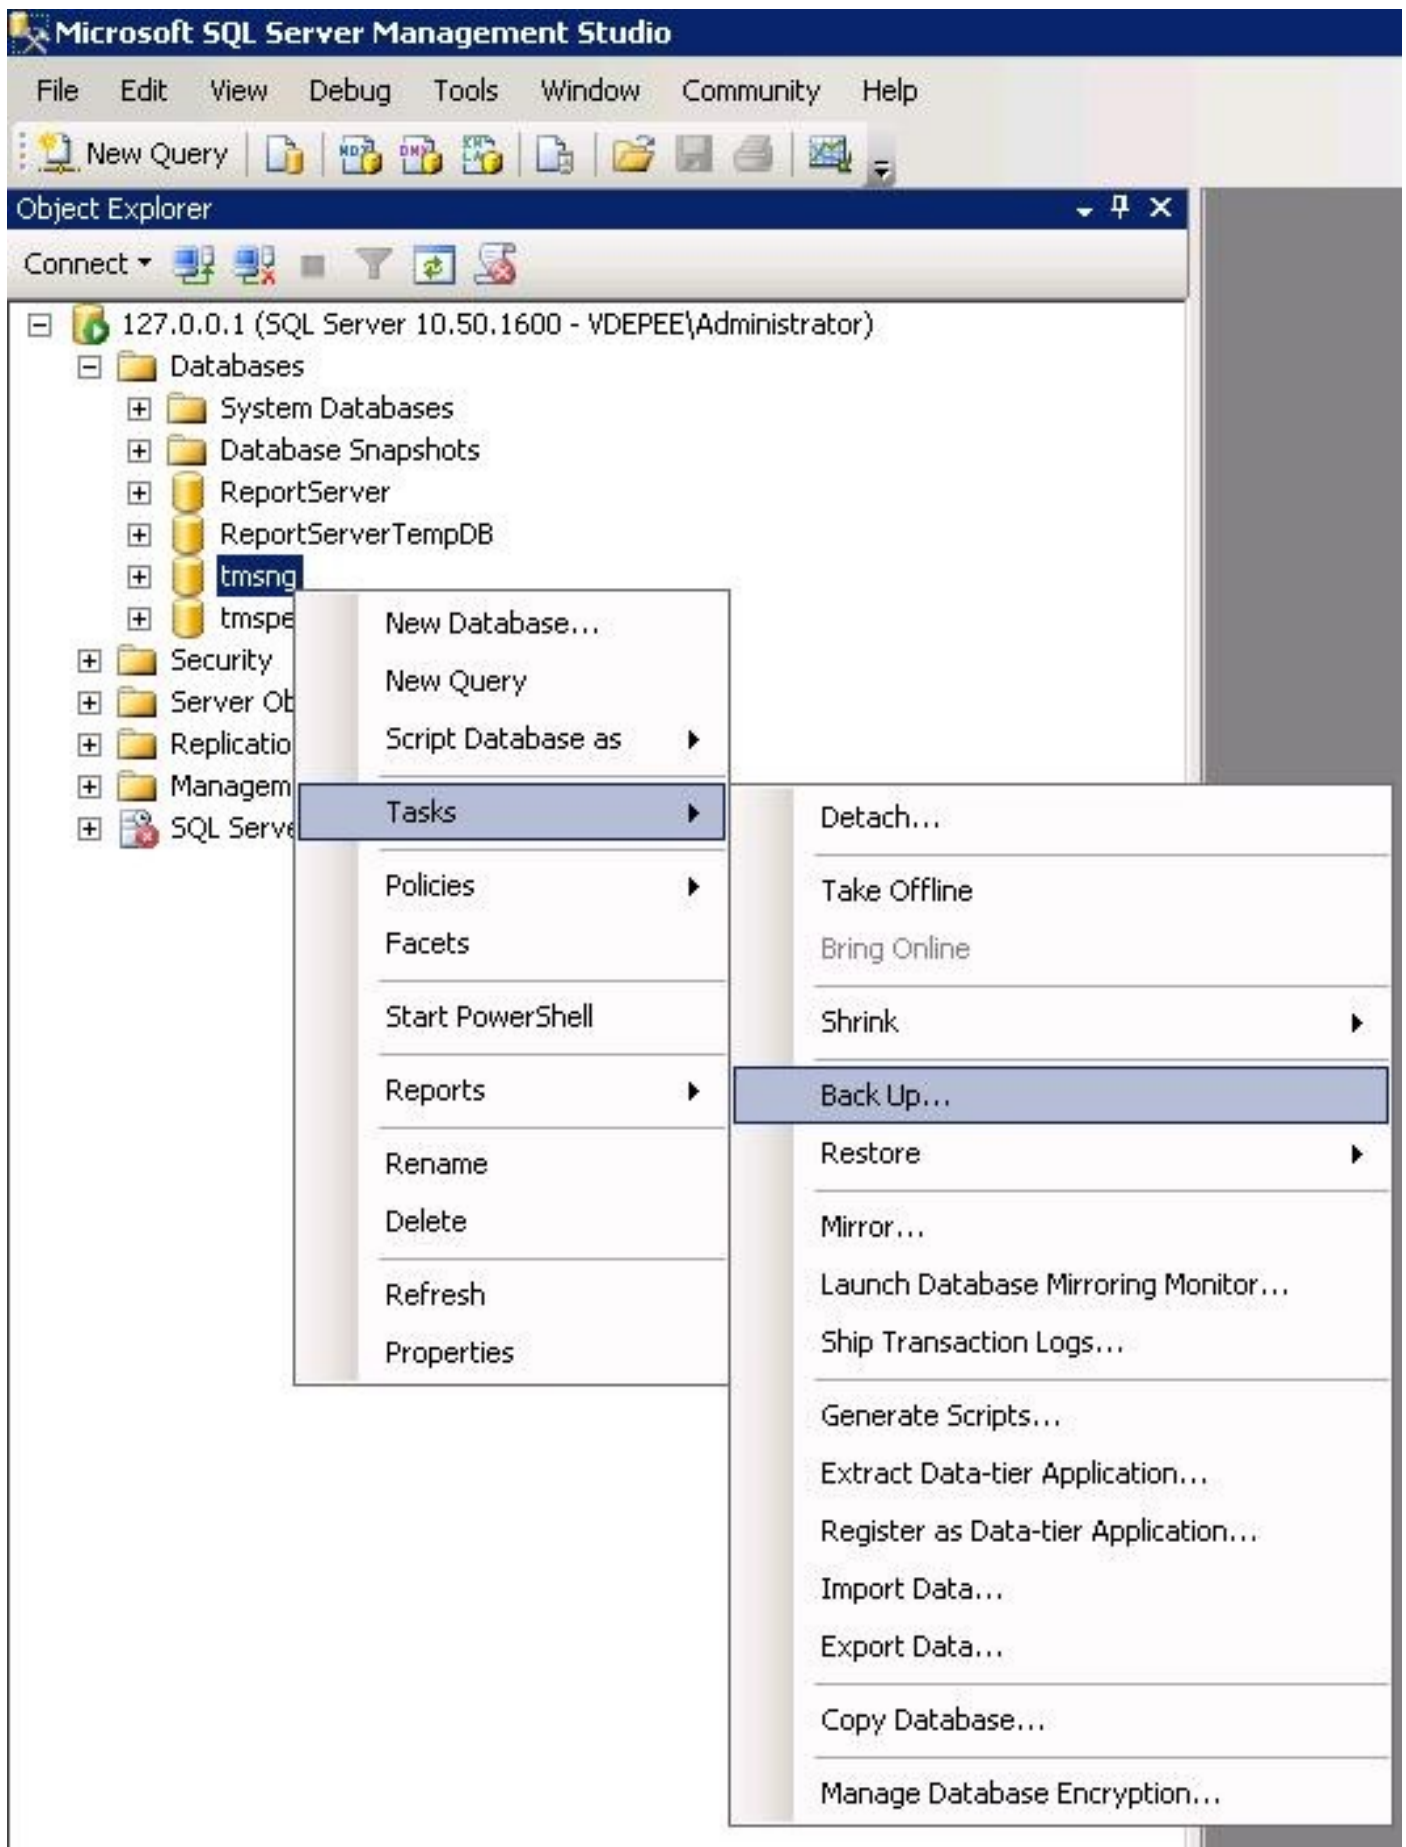 Microsoft SQL Server Management Studio
File Edit View Debug Tools Window Community Help
New Query
Object Explorer
Connect
127.0.0.1 (SQL Server 10.50.1600 - VDEPEE\Administrator)
Databases
System Databases
Database Snapshots
ReportServer
ReportServerTempDB
tmsng
tmspe
Security
Server Ob
Replicatio
Managem
SQL Serve
New Database...
New Query
Script Database as
Tasks
Policies
Facets
Start PowerShell
Reports
Rename
Delete
Refresh
Properties
Detach...
Take Offline
Bring Online
Shrink
Back Up...
Restore
Mirror...
Launch Database Mirroring Monitor...
Ship Transaction Logs...
Generate Scripts...
Extract Data-tier Application...
Register as Data-tier Application...
Import Data...
Export Data...
Copy Database...
Manage Database Encryption...